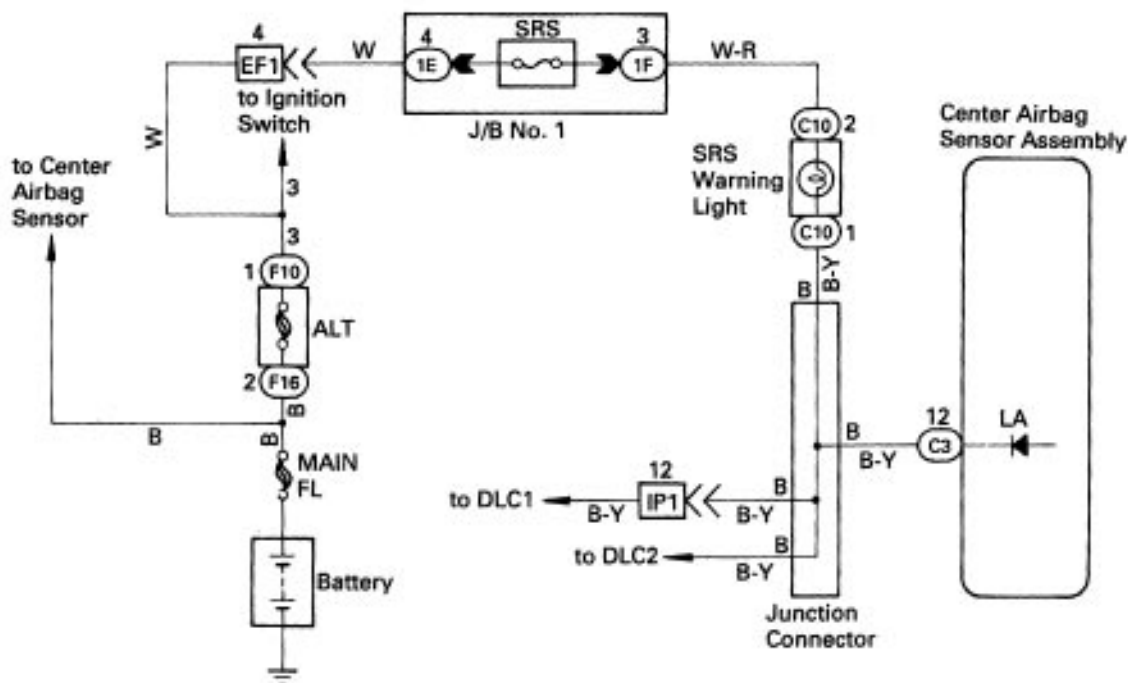 4
EF1
W
4
1E
SRS
3
1F
W-R
J/B No. 1
to Ignition
Switch
W
3
3
to Center
Airbag
Sensor
1
F10
ALT
2
F16
B
B
B
MAIN
FL
Battery
C10
2
SRS
Warning
Light
C10
1
B
B-Y
Center Airbag
Sensor Assembly
B
B-Y
12
C3
LA
to DLC1
B-Y
12
IP1
B
B-Y
to DLC2
B
B-Y
Junction
Connector